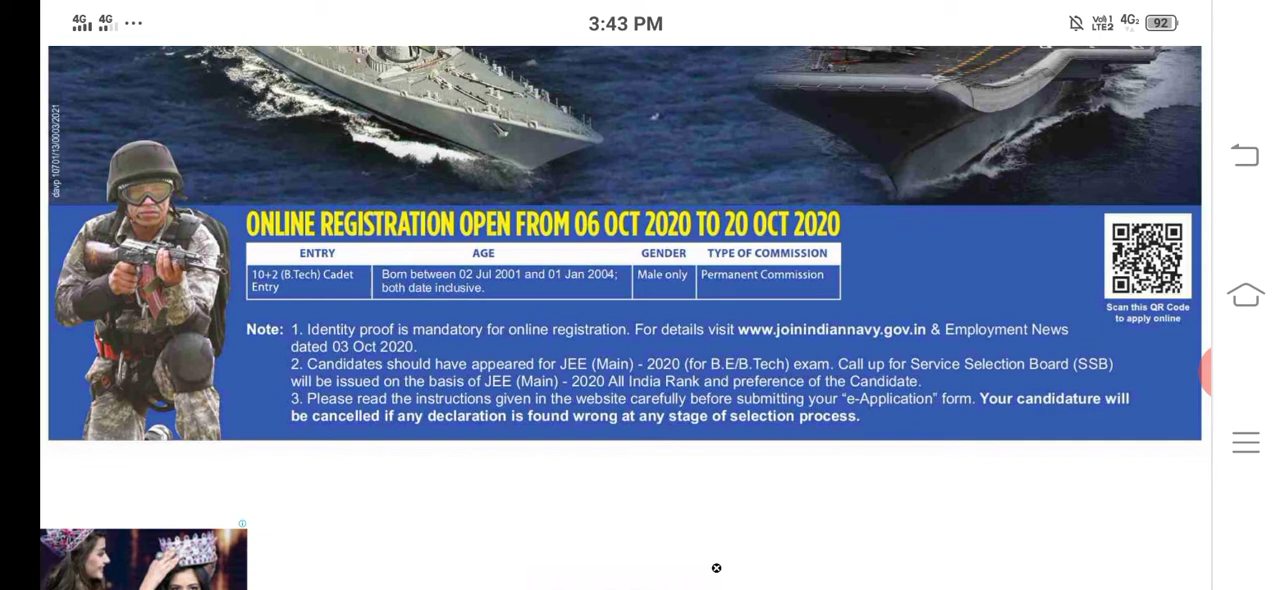 4G 4G ...
3:43 PM
Vo) 1 LTE2 4G2 92
davp 10701/13/0003/2021
ONLINE REGISTRATION OPEN FROM 06 OCT 2020 TO 20 OCT 2020
ENTRY AGE GENDER TYPE OF COMMISSION
10+2 (B.Tech) Cadet Born between 02 Jul 2001 and 01 Jan 2004; Male only Permanent Commission
Entry both date inclusive.
Scan this QR Code
to apply online
Note: 1. Identity proof is mandatory for online registration. For details visit www.joinindiannavy.gov.in & Employment News
dated 03 Oct 2020.
2. Candidates should have appeared for JEE (Main) - 2020 (for B.E/B.Tech) exam. Call up for Service Selection Board (SSB)
will be issued on the basis of JEE (Main) - 2020 All India Rank and preference of the Candidate.
3. Please read the instructions given in the website carefully before submitting your “e-Application” form. Your candidature will
be cancelled if any declaration is found wrong at any stage of selection process.